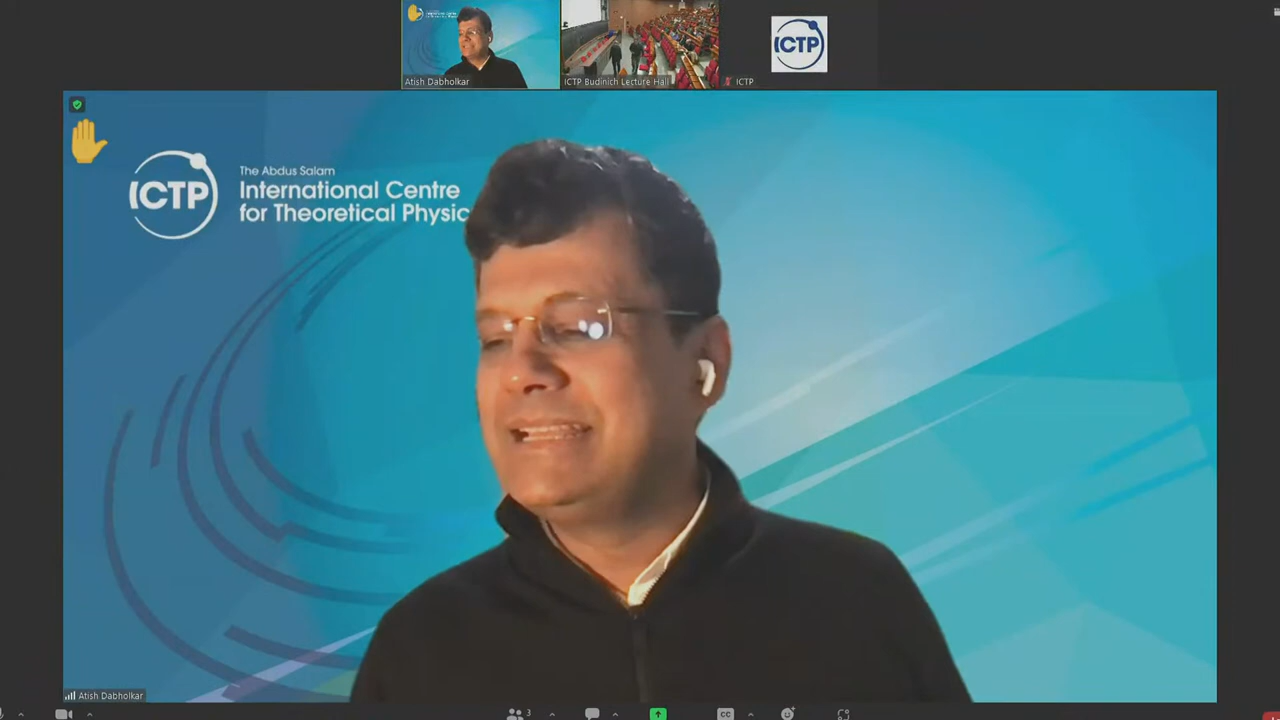 Atish Dabholkar
ICTP Budinich Lecture Hall
ICTP
ICTP
ICTP
The Abdus Salam
International Centre
for Theoretical Physic
Atish Dabholkar
3
CC